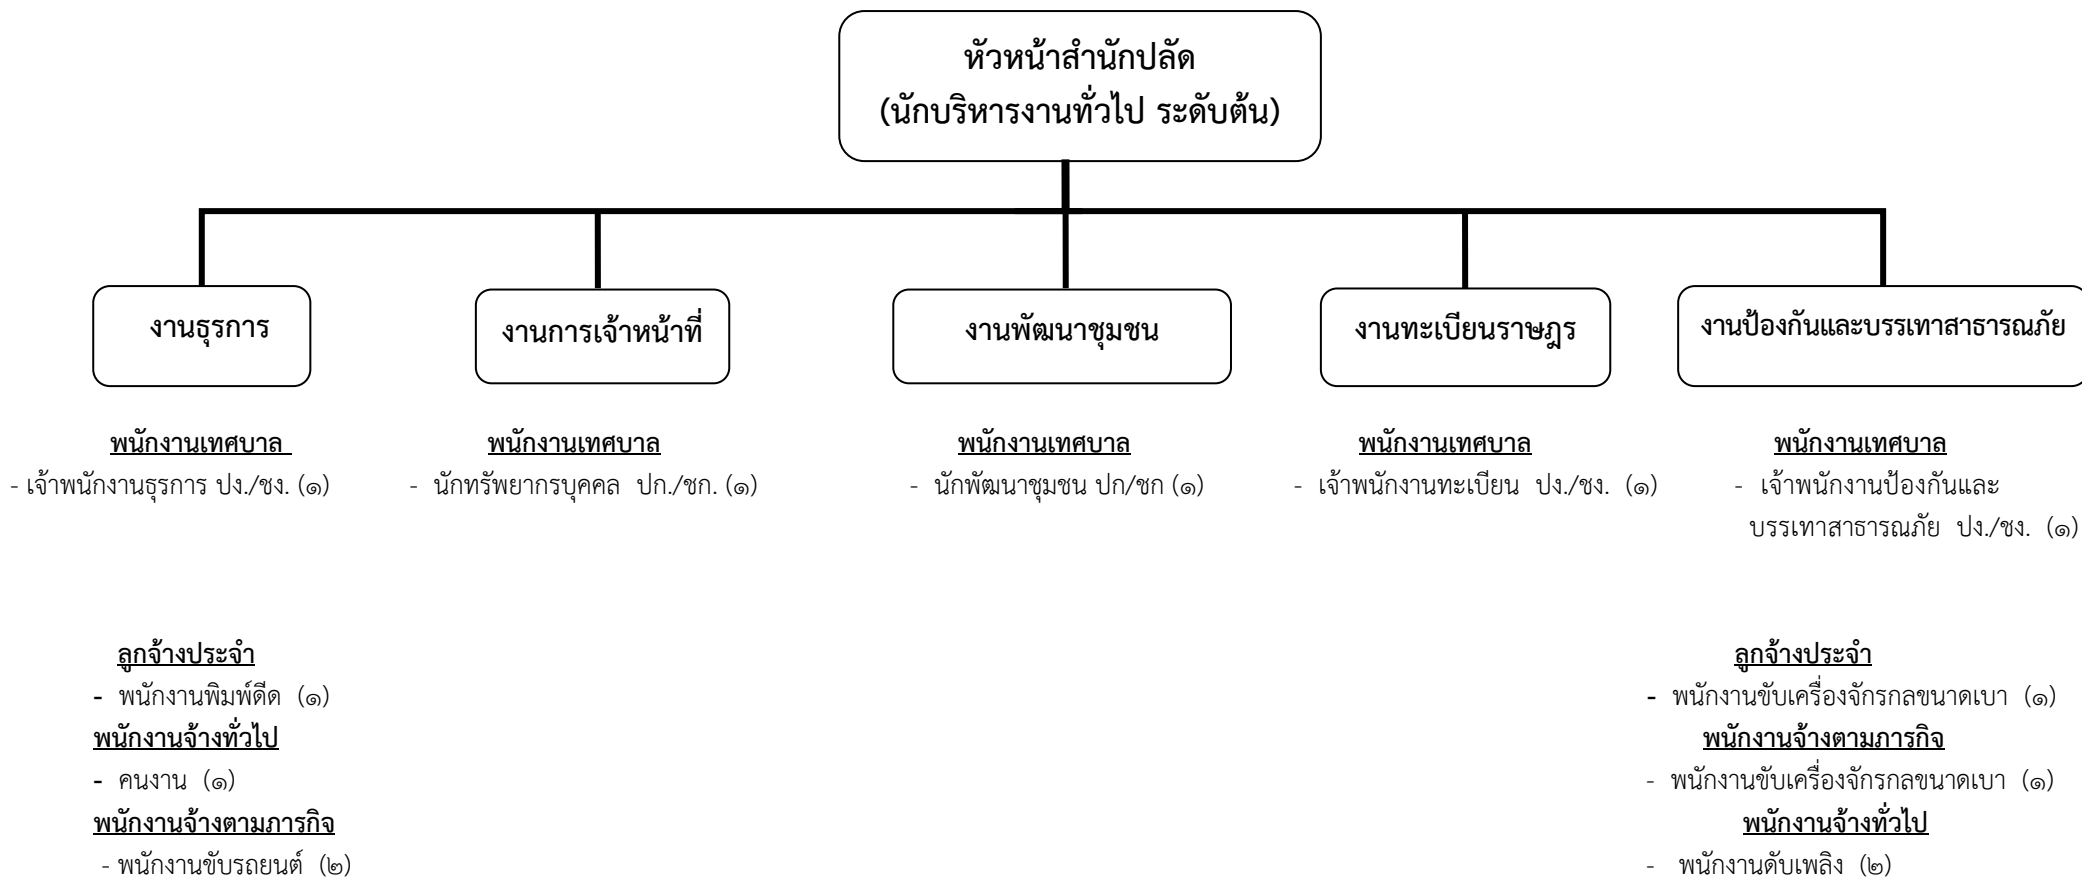 หัวหน้าสำนักปลัด
(นักบริหารงานทั่วไป ระดับต้น)
งานธุรการ
งานการเจ้าหน้าที่
งานพัฒนาชุมชน
งานทะเบียนราษฎร
งานป้องกันและบรรเทาสาธารณภัย
พนักงานเทศบาล
- เจ้าพนักงานธุรการ ปง./ชง. (๑)
พนักงานเทศบาล
- นักทรัพยากรบุคคล ปก./ชก. (๑)
พนักงานเทศบาล
- นักพัฒนาชุมชน ปก/ชก (๑)
พนักงานเทศบาล
- เจ้าพนักงานทะเบียน ปง./ชง. (๑)
พนักงานเทศบาล
- เจ้าพนักงานป้องกันและ
บรรเทาสาธารณภัย ปง./ชง. (๑)
ลูกจ้างประจำ
- พนักงานพิมพ์ดีด (๑)
พนักงานจ้างทั่วไป
- คนงาน (๑)
พนักงานจ้างตามภารกิจ
- พนักงานขับรถยนต์ (๒)
ลูกจ้างประจำ
- พนักงานขับเครื่องจักรกลขนาดเบา (๑)
พนักงานจ้างตามภารกิจ
- พนักงานขับเครื่องจักรกลขนาดเบา (๑)
พนักงานจ้างทั่วไป
- พนักงานดับเพลิง (๒)